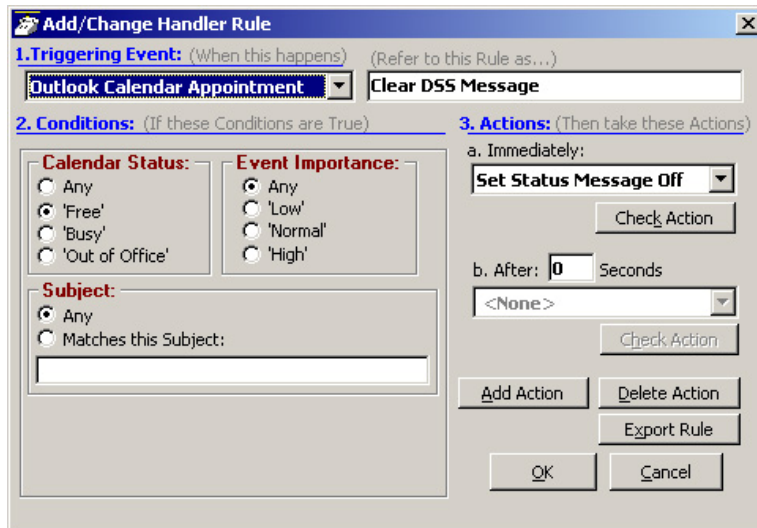 Add/Change Handler Rule
1.Triggering Event: (When this happens) (Refer to this Rule as...)
Outlook Calendar Appointment Clear DSS Message
2. Conditions: (If these Conditions are True) 3. Actions: (Then take these Actions)
Calendar Status: Event Importance:
Any Any
'Free' 'Low'
'Busy' 'Normal'
'Out of Office' 'High'
Subject:
Any
Matches this Subject:
a. Immediately:
Set Status Message Off
Check Action
b. After: 0 Seconds
<None>
Check Action
Add Action Delete Action
Export Rule
OK Cancel